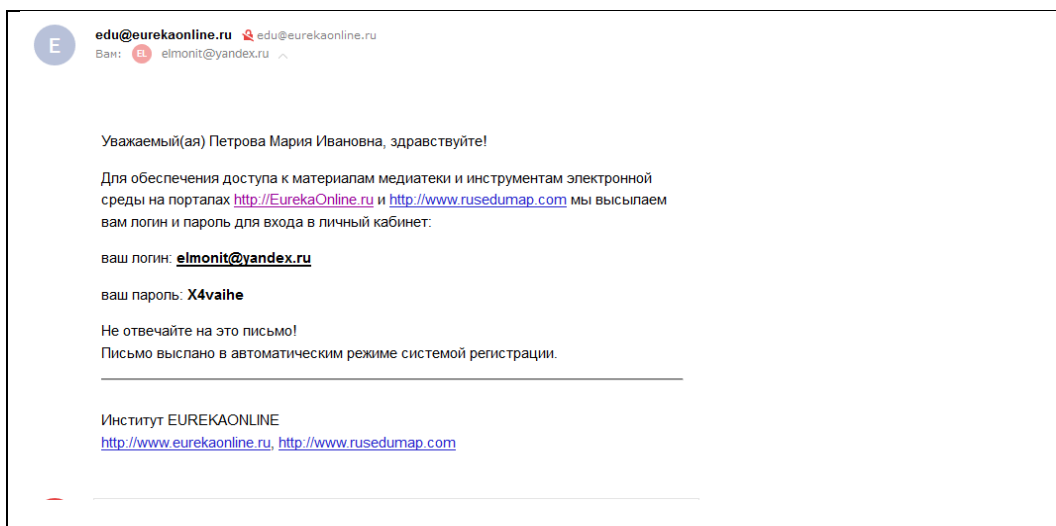 E
edu@eurekaonline.ru edu@eurekaonline.ru
Вам: EL elmonit@yandex.ru
Уважаемый(ая) Петрова Мария Ивановна, здравствуйте!
Для обеспечения доступа к материалам медиатеки и инструментам электронной
среды на порталах http://EurekaOnline.ru и http://www.rusedumap.com мы высылаем
вам логин и пароль для входа в личный кабинет:
ваш логин: elmonit@yandex.ru
ваш пароль: X4vaihe
Не отвечайте на это письмо!
Письмо выслано в автоматическим режиме системой регистрации.
Институт EUREKAONLINE
http://www.eurekaonline.ru, http://www.rusedumap.com